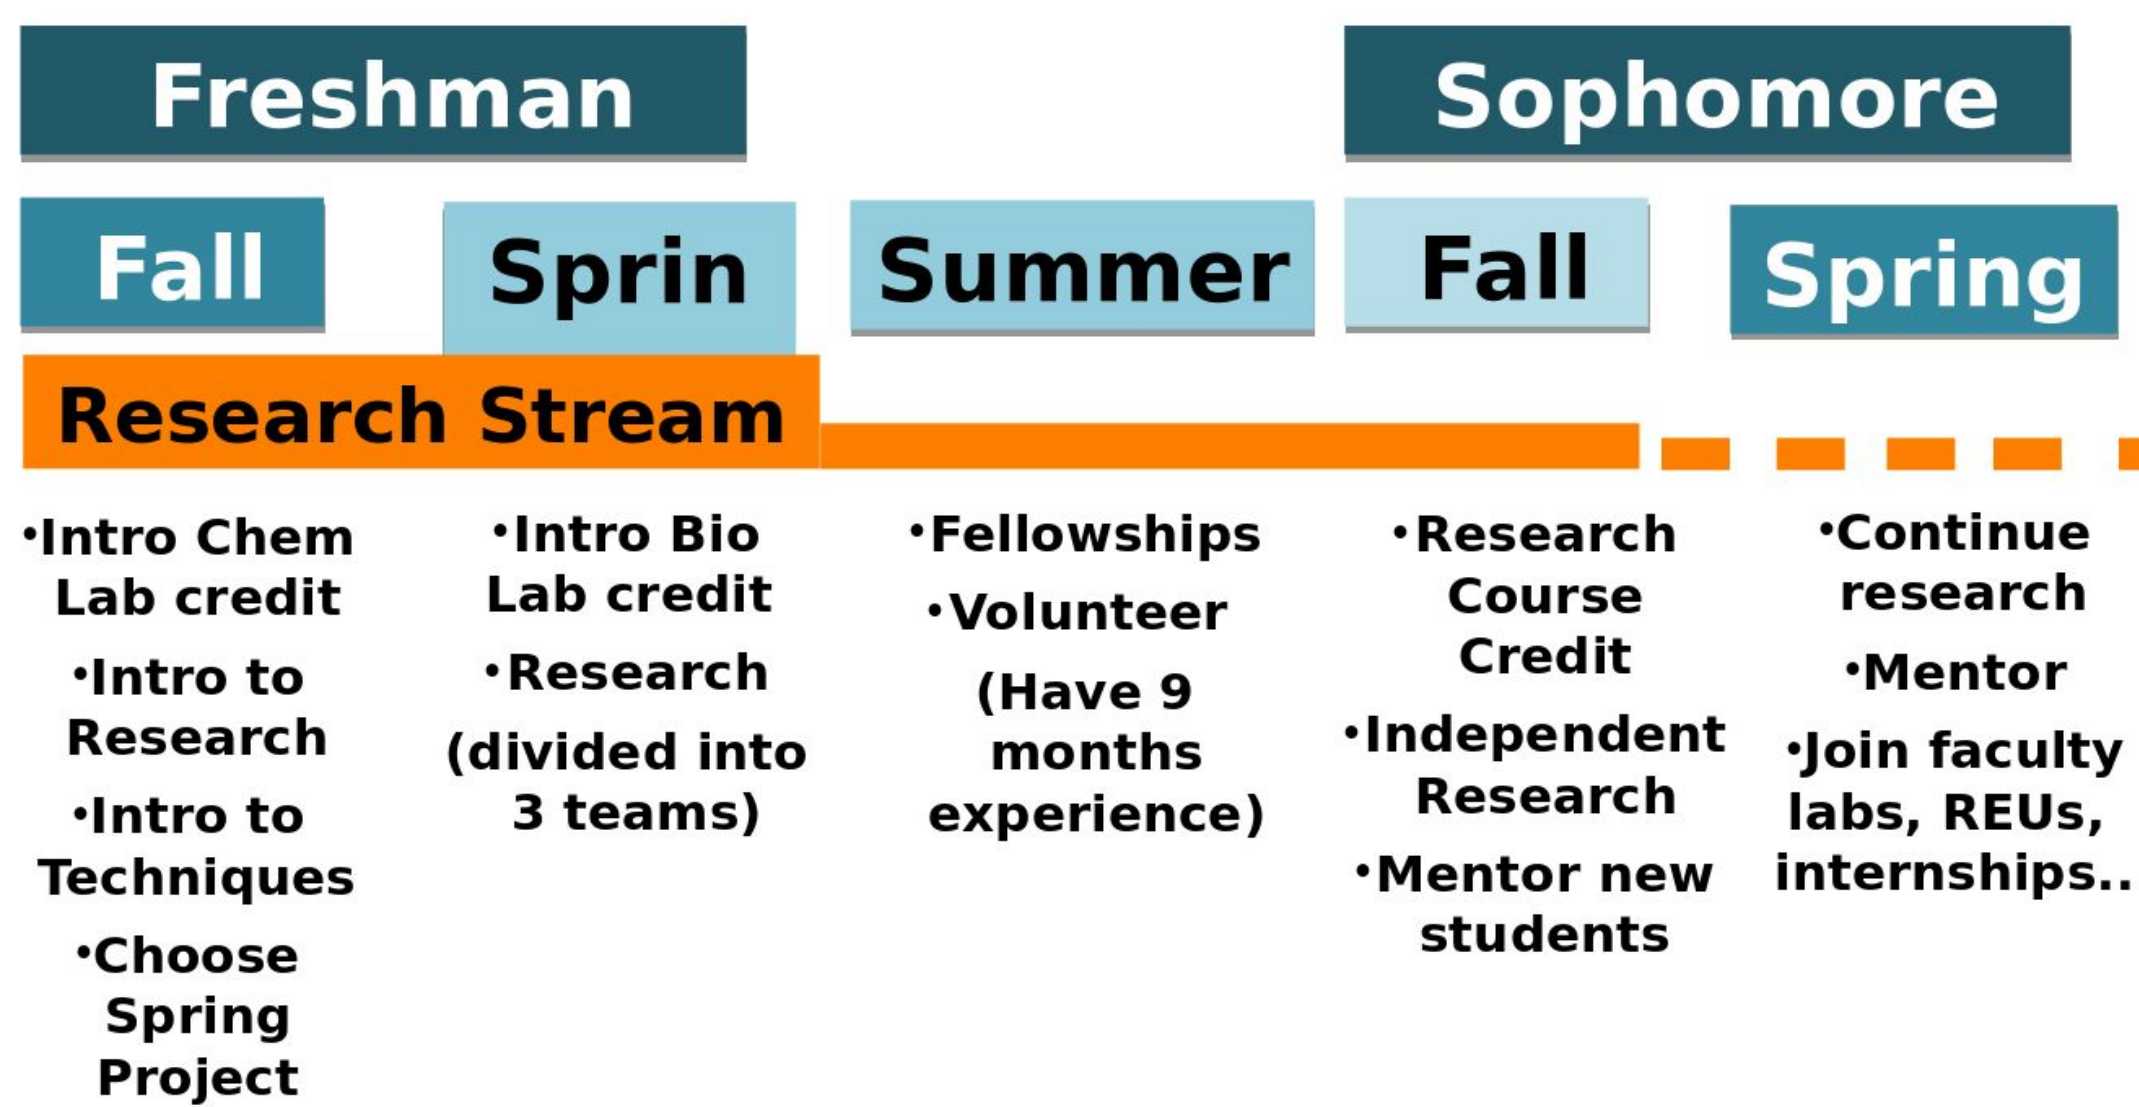 Freshman
Sophomore
Fall
Sprin
Summer
Fall
Spring
Research Stream
•Intro Chem
Lab credit
•Intro to
Research
•Intro to
Techniques
•Choose
Spring
Project
•Intro Bio
Lab credit
•Research
(divided into
3 teams)
•Fellowships
•Volunteer
(Have 9
months
experience)
•Research
Course
Credit
•Independent
Research
•Mentor new
students
•Continue
research
•Mentor
•Join faculty
labs, REUs,
internships..